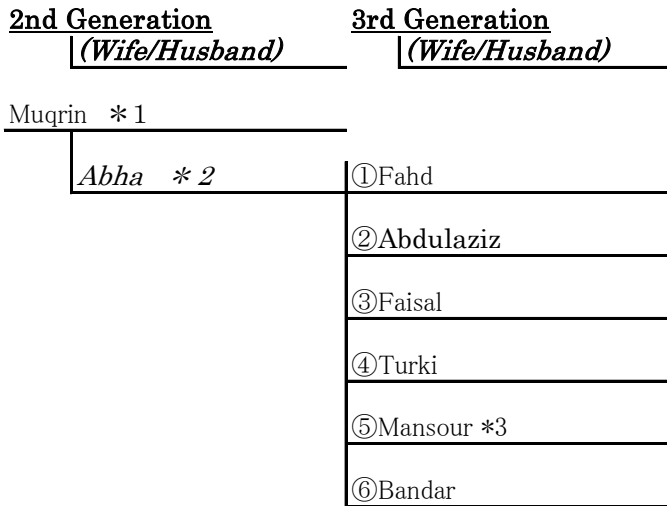 2nd Generation 3rd Generation
(Wife/Husband) (Wife/Husband)
Muqrin ＊1
Abha ＊2 ①Fahd
②Abdulaziz
③Faisal
④Turki
⑤Mansour *3
⑥Bandar